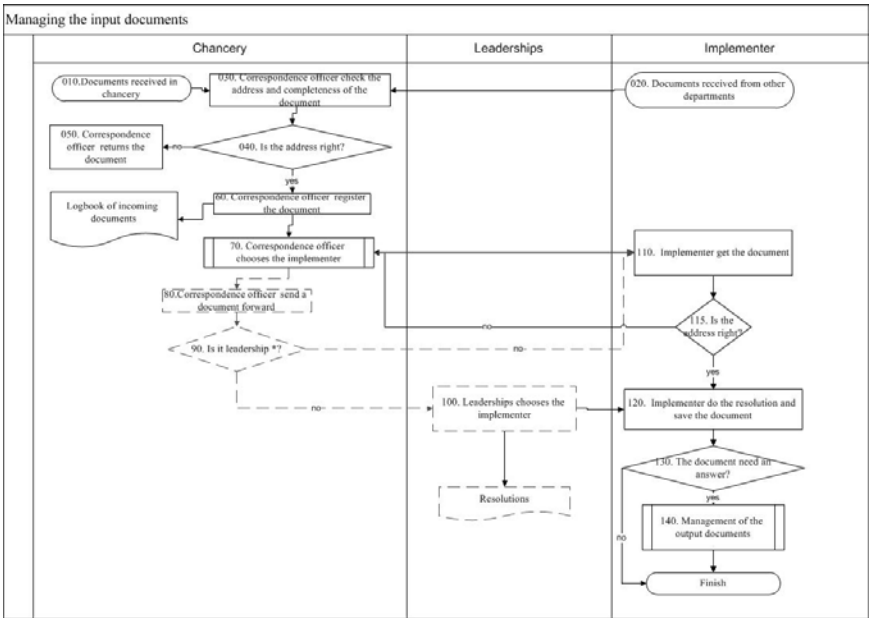 Managing the input documents
Chancery
Leaderships
Implementer
010.Documents received in
chancery
030. Correspondence officer check the
address and completeness of the
document
020. Documents received from other
departments
050. Correspondence
officer returns the
document
no
040. Is the address right?
yes
Logbook of incoming
documents
60. Correspondence officer register
the document
70. Correspondence officer
chooses the implementer
110. Implementer get the document
80.Correspondence officer send a
document forward
115. Is the
address right?
no
90. Is it leadership *?
no
yes
100. Leaderships chooses the
implementer
no
120. Implementer do the resolution and
save the document
130. The document need an
answer?
Resolutions
yes
140. Management of the
output documents
no
Finish